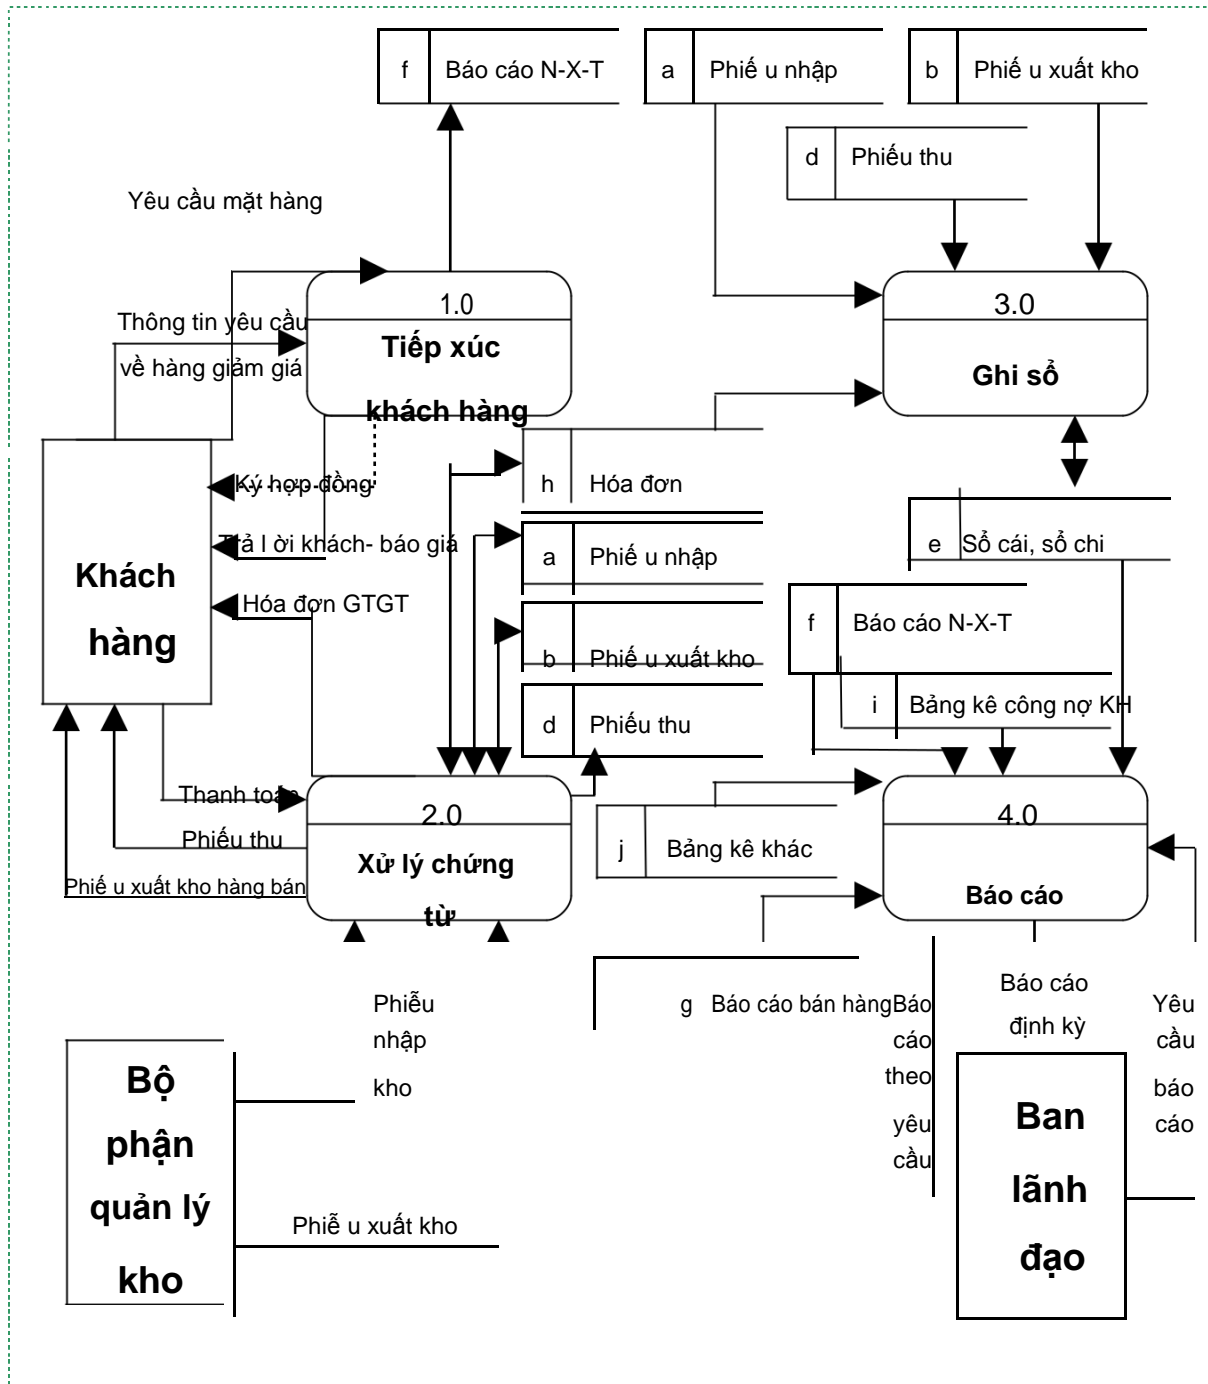 f Báo cáo N-X-T
a Phiế u nhập
b Phiế u xuất kho
d Phiếu thu
Yêu cầu mặt hàng
1.0
Tiếp xúc
khách hàng
3.0
Ghi sổ
Thông tin yêu cầu
về hàng giảm giá
Ký hợp đồng
Trả l ời khách- báo giá
Hóa đơn GTGT
Khách
hàng
h Hóa đơn
a Phiế u nhập
b Phiế u xuất kho
d Phiếu thu
e Sổ cái, sổ chi
f Báo cáo N-X-T
i Bảng kê công nợ KH
Thanh toán
Phiếu thu
Phiế u xuất kho hàng bán
2.0
Xử lý chứng
từ
j Bảng kê khác
4.0
Báo cáo
Phiễu
nhập
kho
g Báo cáo bán hàng
Báo
cáo
theo
yêu
cầu
Báo cáo
định kỳ
Yêu
cầu
báo
cáo
Bộ
phận
quản lý
kho
Phiễ u xuất kho
Ban
lãnh
đạo